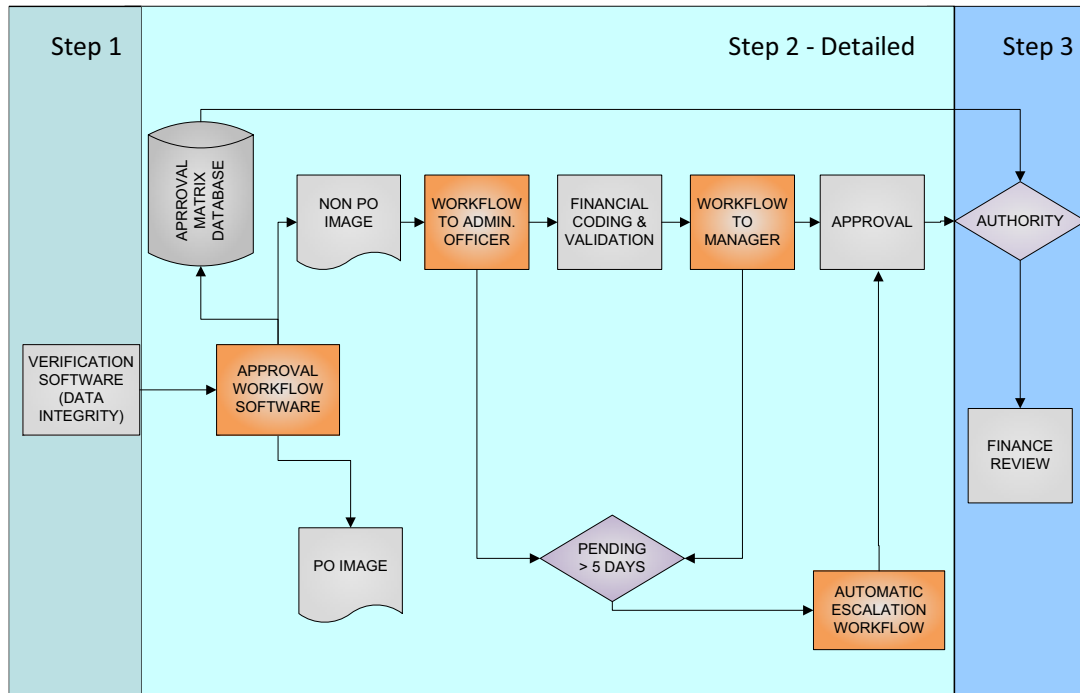 Step 1
Step 2 - Detailed
Step 3
APRROVAL
MATRIX
DATABASE
NON PO
IMAGE
WORKFLOW
TO ADMIN.
OFFICER
FINANCIAL
CODING &
VALIDATION
WORKFLOW
TO
MANAGER
APPROVAL
AUTHORITY
VERIFICATION
SOFTWARE
(DATA
INTEGRITY)
APPROVAL
WORKFLOW
SOFTWARE
FINANCE
REVIEW
PO IMAGE
PENDING
> 5 DAYS
AUTOMATIC
ESCALATION
WORKFLOW